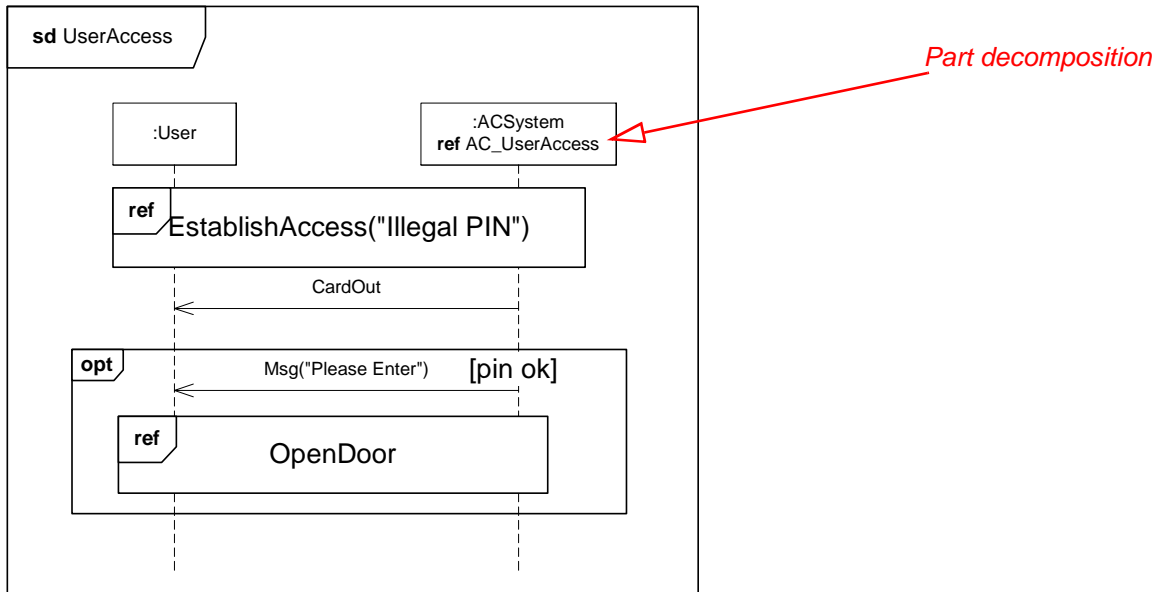 sd UserAccess
Part decomposition
:User
:ACSystem
ref AC_UserAccess
ref
EstablishAccess("Illegal PIN")
CardOut
opt
Msg("Please Enter")
[pin ok]
ref
OpenDoor